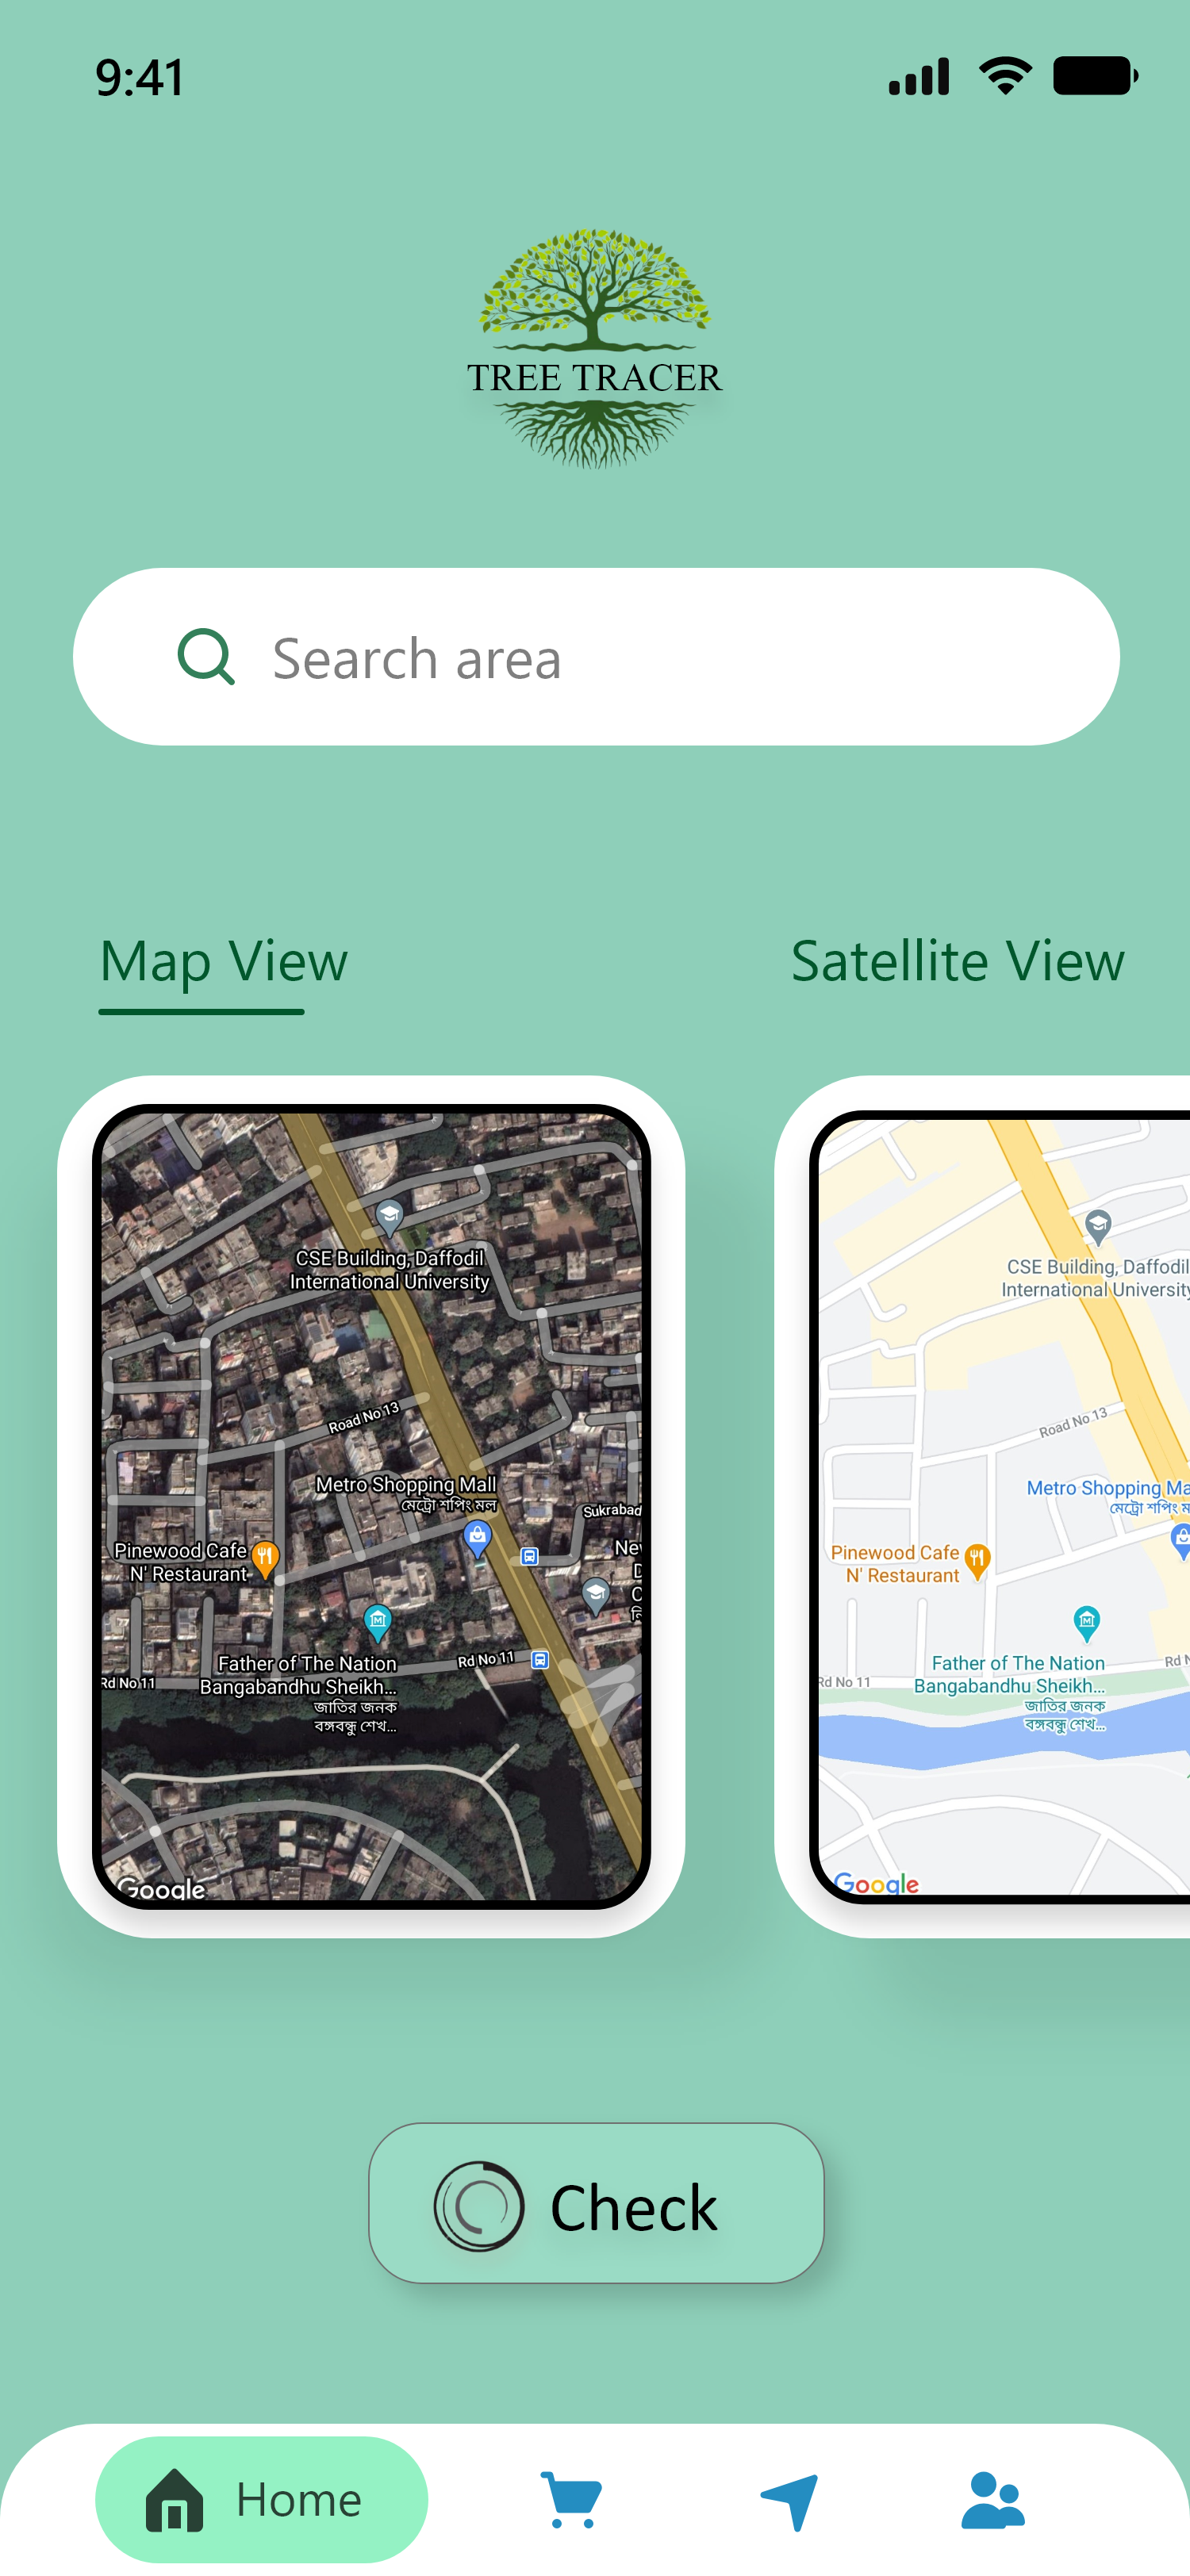 9:41
TREE TRACER
Search area
Map View
Satellite View
CSE Building, Daffodil
International University
Road No 13
Metro Shopping Mall
মেট্রো শপিং মল
Sukrabad
Pinewood Cafe
N' Restaurant
Father of The Nation
Bangabandhu Sheikh...
জাতির জনক
বঙ্গবন্ধু শেখ...
Rd No 11
Rd No 11
Google
CSE Building, Daffodil
International University
Road No 13
Metro Shopping Ma
মেট্রো শপিং ম
Pinewood Cafe
N' Restaurant
Father of The Nation
Bangabandhu Sheikh...
জাতির জনক
বঙ্গবন্ধু শেখ...
Rd No 11
Rd N
Google
Check
Home